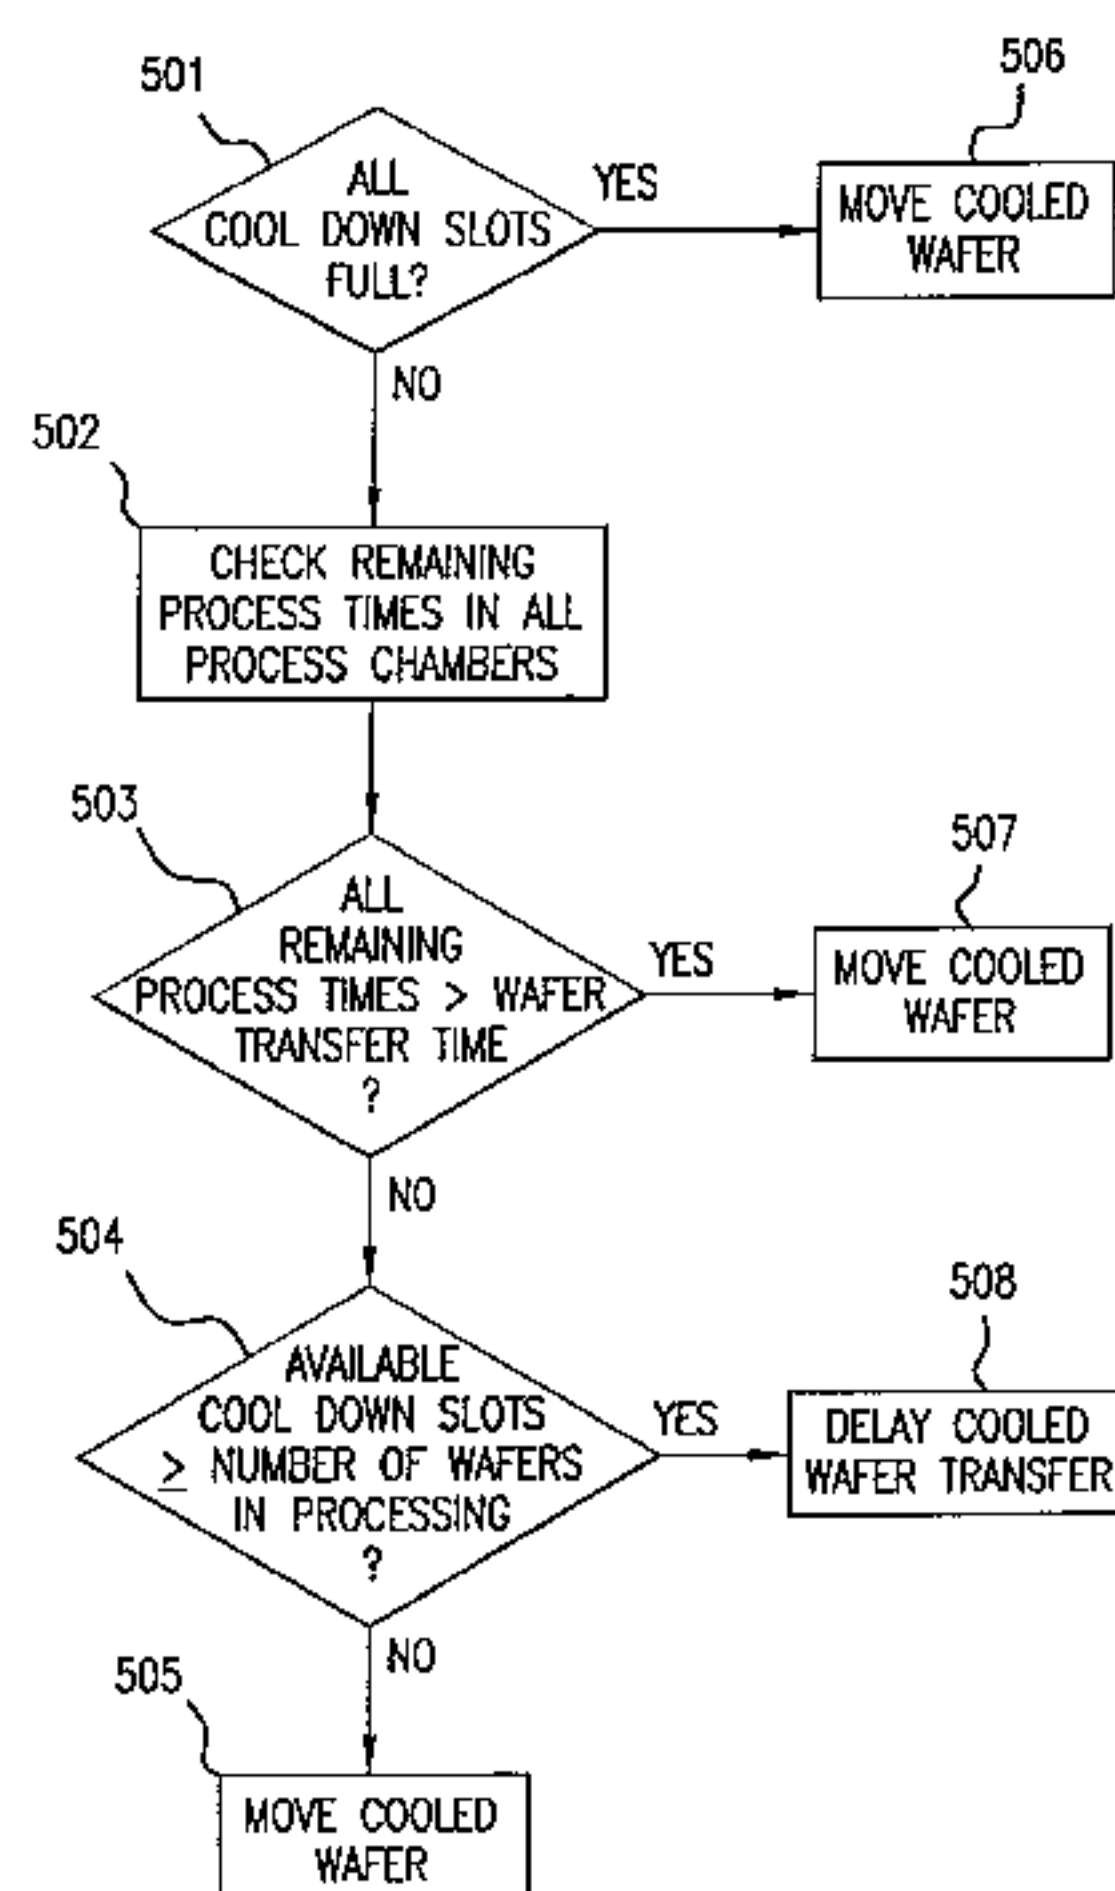 501
ALL
COOL DOWN SLOTS
FULL?
YES
506
MOVE COOLED
WAFER
NO
502
CHECK REMAINING
PROCESS TIMES IN ALL
PROCESS CHAMBERS
503
ALL
REMAINING
PROCESS TIMES > WAFER
TRANSFER TIME
?
YES
507
MOVE COOLED
WAFER
NO
504
AVAILABLE
COOL DOWN SLOTS
≥ NUMBER OF WAFERS
IN PROCESSING
?
YES
508
DELAY COOLED
WAFER TRANSFER
NO
505
MOVE COOLED
WAFER